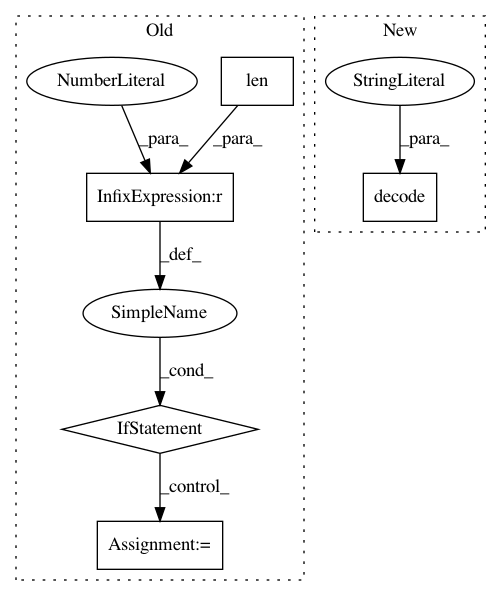 Old
New
NumberLiteral
len
StringLiteral
_para_
_para_
_para_
InfixExpression:r
decode
_def_
SimpleName
_cond_
IfStatement
_control_
Assignment:=